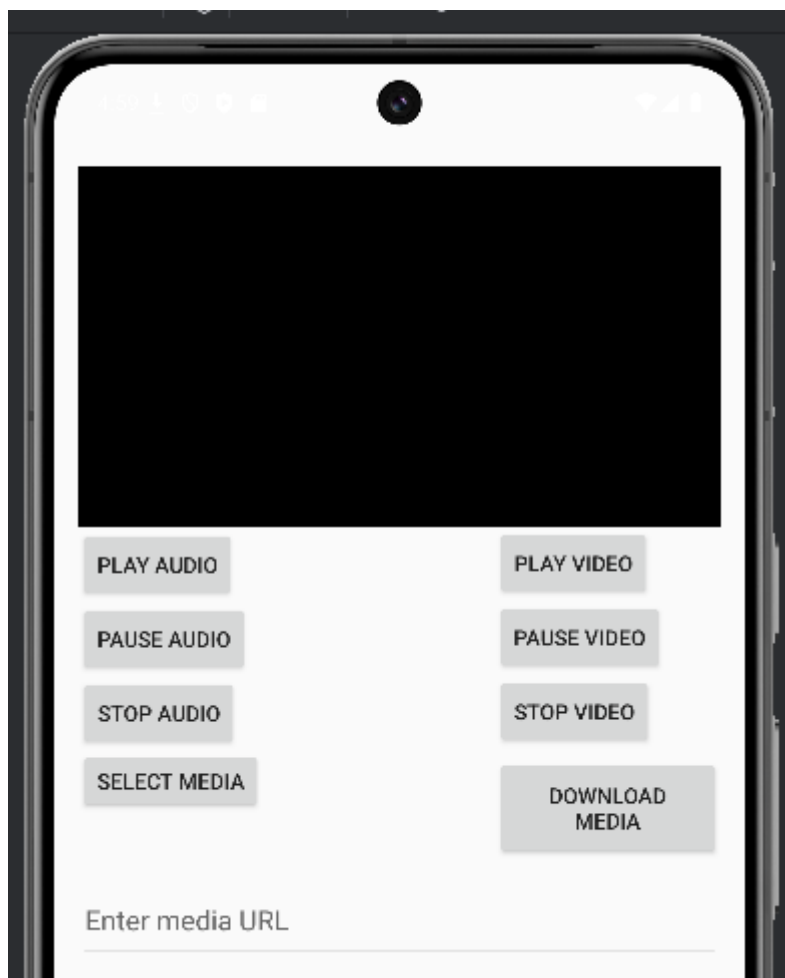 PLAY AUDIO
PLAY VIDEO
PAUSE AUDIO
PAUSE VIDEO
STOP AUDIO
STOP VIDEO
SELECT MEDIA
DOWNLOAD
MEDIA
Enter media URL